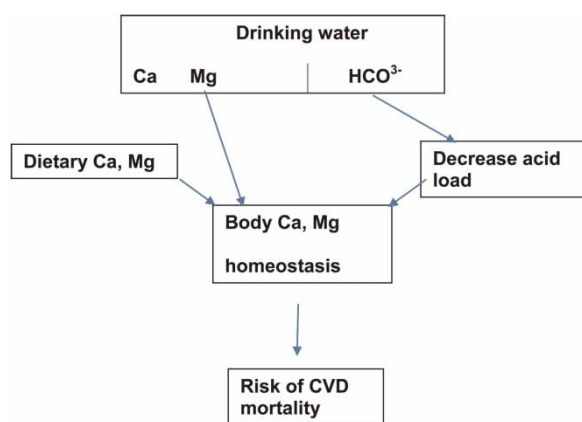 Drinking water
Ca Mg HCO³⁻
Dietary Ca, Mg
Decrease acid
load
Body Ca, Mg
homeostasis
Risk of CVD
mortality